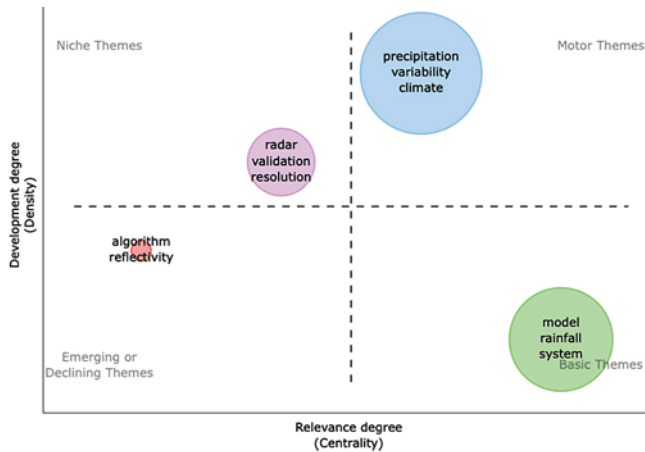 Niche Themes
Motor Themes
precipitation
variability
climate
radar
validation
resolution
Development degree
(Density)
algorithm
reflectivity
model
rainfall
system
Emerging or
Declining Themes
Basic Themes
Relevance degree
(Centrality)